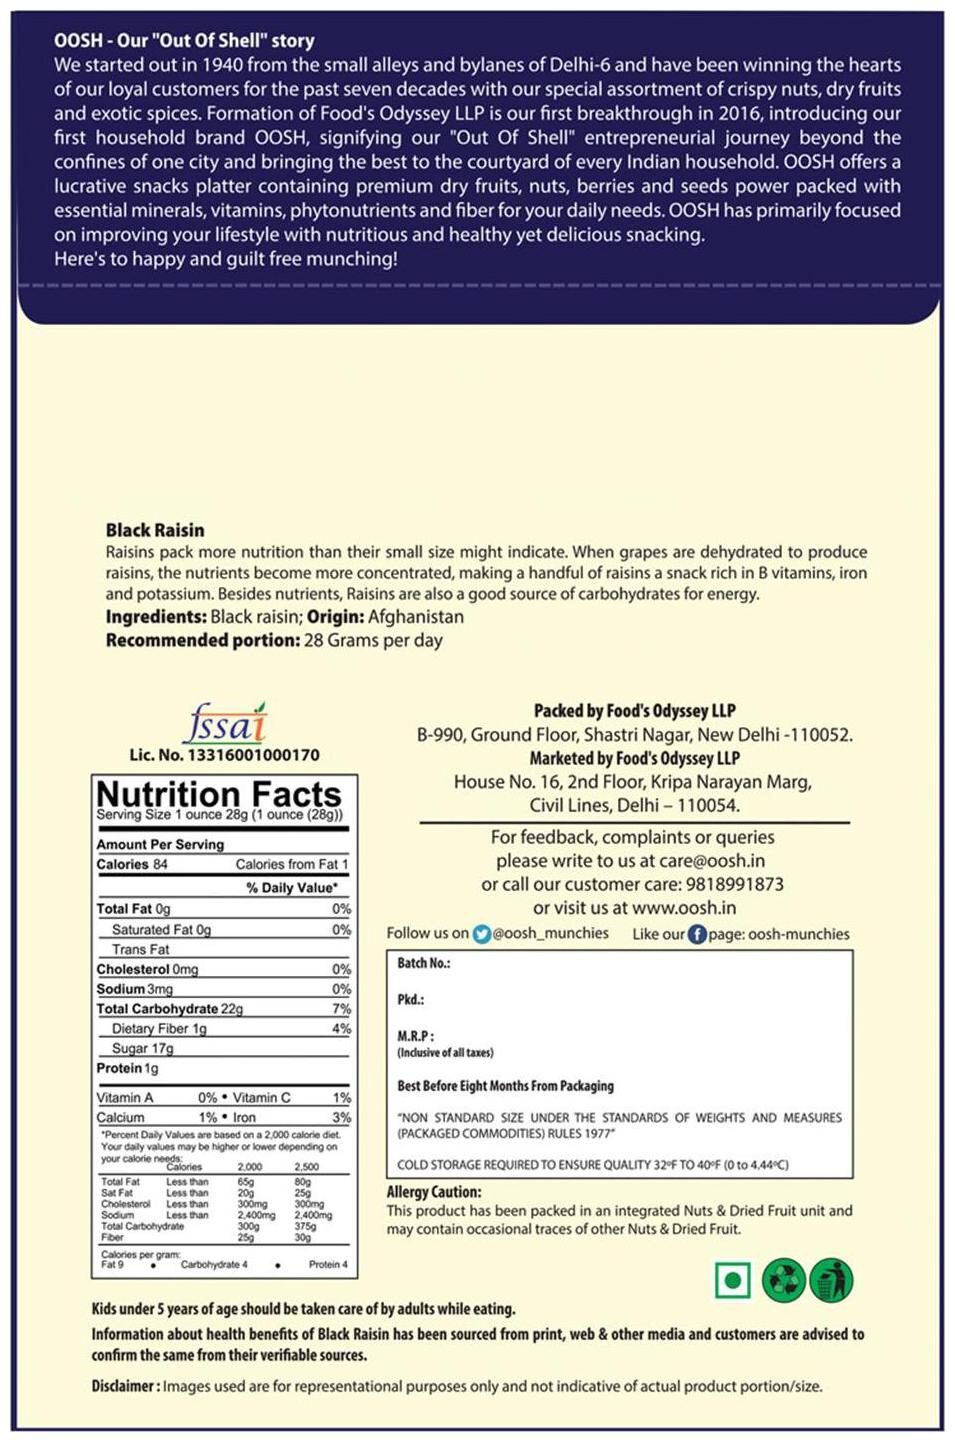 OOSH - Our "Out Of Shell" story
We started out in 1940 from the small alleys and bylanes of Delhi-6 and have been winning the hearts
of our loyal customers for the past seven decades with our special assortment of crispy nuts, dry fruits
and exotic spices. Formation of Food's Odyssey LLP is our first breakthrough in 2016, introducing our
first household brand OOSH, signifying our "Out Of Shell" entrepreneurial journey beyond the
confines of one city and bringing the best to the courtyard of every Indian household. OOSH offers a
lucrative snacks platter containing premium dry fruits, nuts, berries and seeds power packed with
essential minerals, vitamins, phytonutrients and fiber for your daily needs. OOSH has primarily focused
on improving your lifestyle with nutritious and healthy yet delicious snacking.
Here's to happy and guilt free munching!
Black Raisin
Raisins pack more nutrition than their small size might indicate. When grapes are dehydrated to produce
raisins, the nutrients become more concentrated, making a handful of raisins a snack rich in B vitamins, iron
and potassium. Besides nutrients, Raisins are also a good source of carbohydrates for energy.
Ingredients: Black raisin; Origin: Afghanistan
Recommended portion: 28 Grams per day
fssai
Lic. No. 13316001000170
Nutrition Facts
Serving Size 1 ounce 28g (1 ounce (28g))
Amount Per Serving
Calories 84 Calories from Fat 1
% Daily Value*
Total Fat 0g 0%
Saturated Fat 0g 0%
Trans Fat
Cholesterol 0mg 0%
Sodium 3mg 0%
Total Carbohydrate 22g 7%
Dietary Fiber 1g 4%
Sugar 17g
Protein 1g
Vitamin A 0% • Vitamin C 1%
Calcium 1% • Iron 3%
*Percent Daily Values are based on a 2,000 calorie diet.
Your daily values may be higher or lower depending on
your calorie needs:
Calories 2,000 2,500
Total Fat Less than 65g 80g
Sat Fat Less than 20g 25g
Cholesterol Less than 300mg 300mg
Sodium Less than 2,400mg 2,400mg
Total Carbohydrate 300g 375g
Fiber 25g 30g
Calories per gram:
Fat 9 • Carbohydrate 4 • Protein 4
Packed by Food's Odyssey LLP
B-990, Ground Floor, Shastri Nagar, New Delhi -110052.
Marketed by Food's Odyssey LLP
House No. 16, 2nd Floor, Kripa Narayan Marg,
Civil Lines, Delhi – 110054.
For feedback, complaints or queries
please write to us at care@oosh.in
or call our customer care: 9818991873
or visit us at www.oosh.in
Follow us on @oosh_munchies Like our f page: oosh-munchies
Batch No.:
Pkd.:
M.R.P :
(Inclusive of all taxes)
Best Before Eight Months From Packaging
"NON STANDARD SIZE UNDER THE STANDARDS OF WEIGHTS AND MEASURES
(PACKAGED COMMODITIES) RULES 1977"
COLD STORAGE REQUIRED TO ENSURE QUALITY 32ºF TO 40ºF (0 to 4.44ºC)
Allergy Caution:
This product has been packed in an integrated Nuts & Dried Fruit unit and
may contain occasional traces of other Nuts & Dried Fruit.
Kids under 5 years of age should be taken care of by adults while eating.
Information about health benefits of Black Raisin has been sourced from print, web & other media and customers are advised to
confirm the same from their verifiable sources.
Disclaimer : Images used are for representational purposes only and not indicative of actual product portion/size.